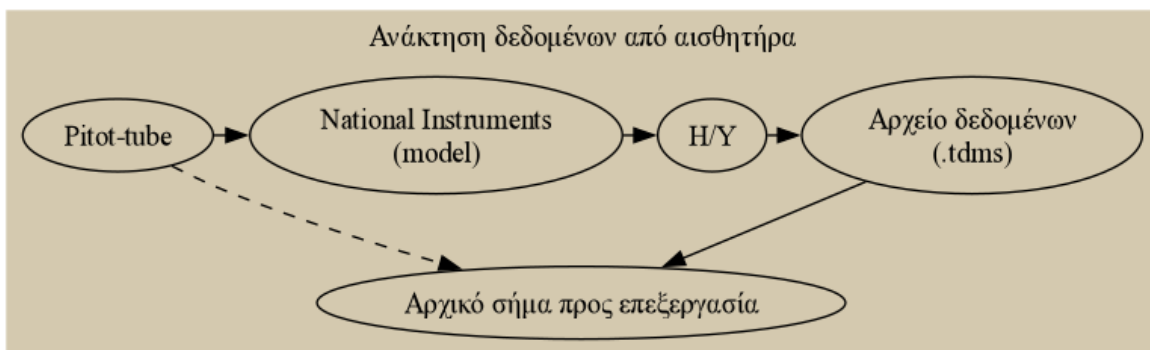 Ανάκτηση δεδομένων από αισθητήρα
Pitot-tube
National Instruments
(model)
Η/Υ
Αρχείο δεδομένων
(.tdms)
Αρχικό σήμα προς επεξεργασία